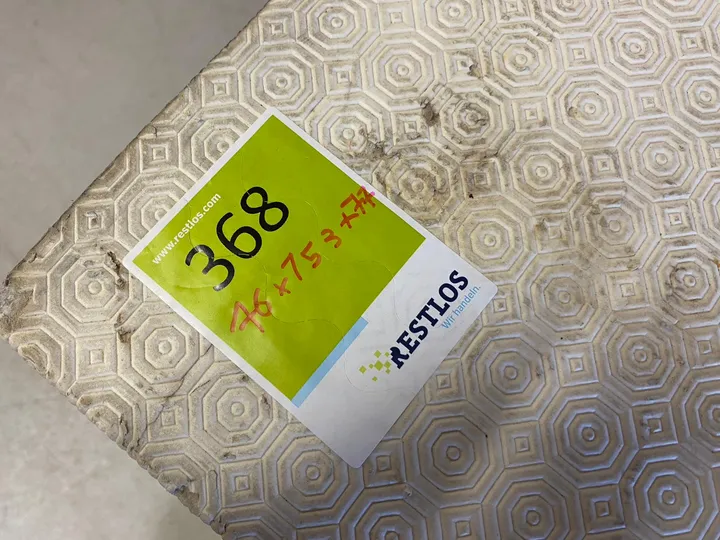 www.restlos.com
368
76 x 753 x 77
RESTLOS
Wir handeln.